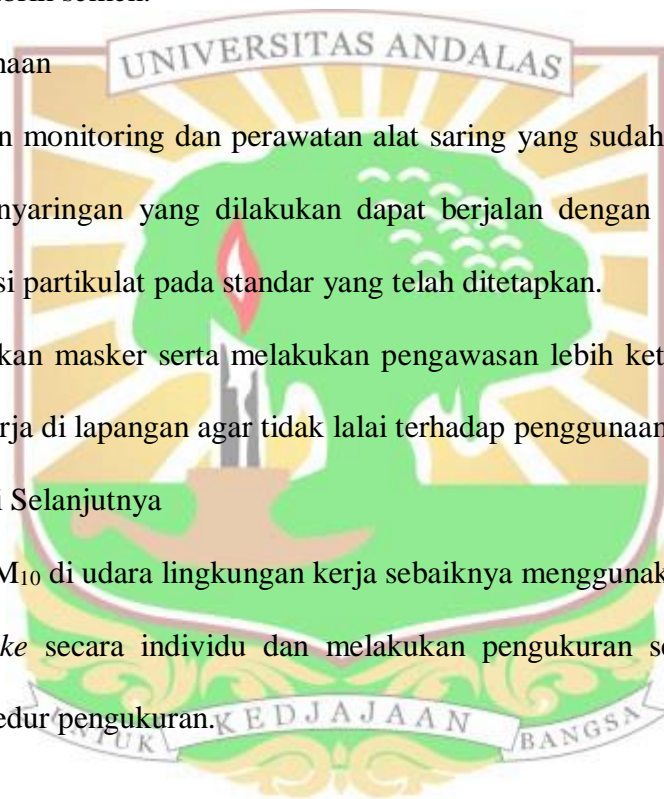 semen.
UNIVERSITAS ANDALAS
naan
n monitoring dan perawatan alat saring yang sudah
nyaringan yang dilakukan dapat berjalan dengan
si partikulat pada standar yang telah ditetapkan.
kan masker serta melakukan pengawasan lebih ket
rja di lapangan agar tidak lalai terhadap penggunaan
i Selanjutnya
M10 di udara lingkungan kerja sebaiknya menggunak
ke secara individu dan melakukan pengukuran se
edur pengukuran.
UNTUK KEDJAJAAN BANGSA